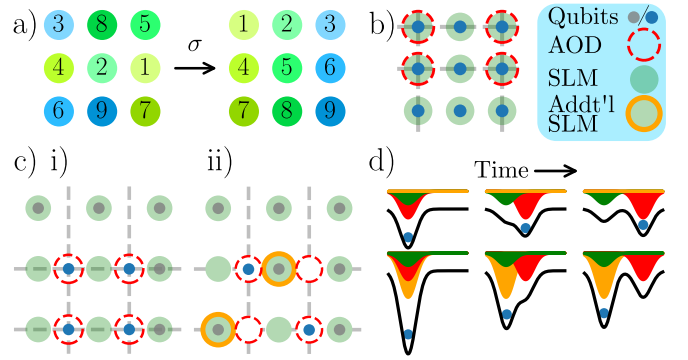 a)
3 8 5
4 2 1
6 9 7
σ
1 2 3
4 5 6
7 8 9
b)
Qubits /
AOD
SLM
Addt'l
SLM
c) i)
ii)
d)
Time